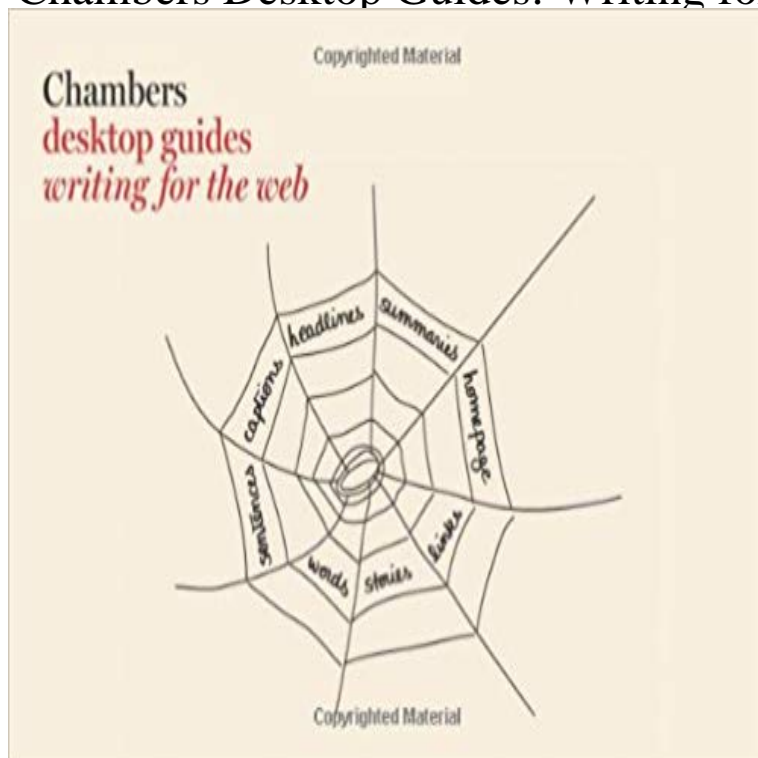 Chambers Desktop Guides: Writing fo
Copyrighted Material
Chambers
desktop guides
writing for the web
headlines
summaries
captions
homepage
sentences
links
words
stories
Copyrighted Material